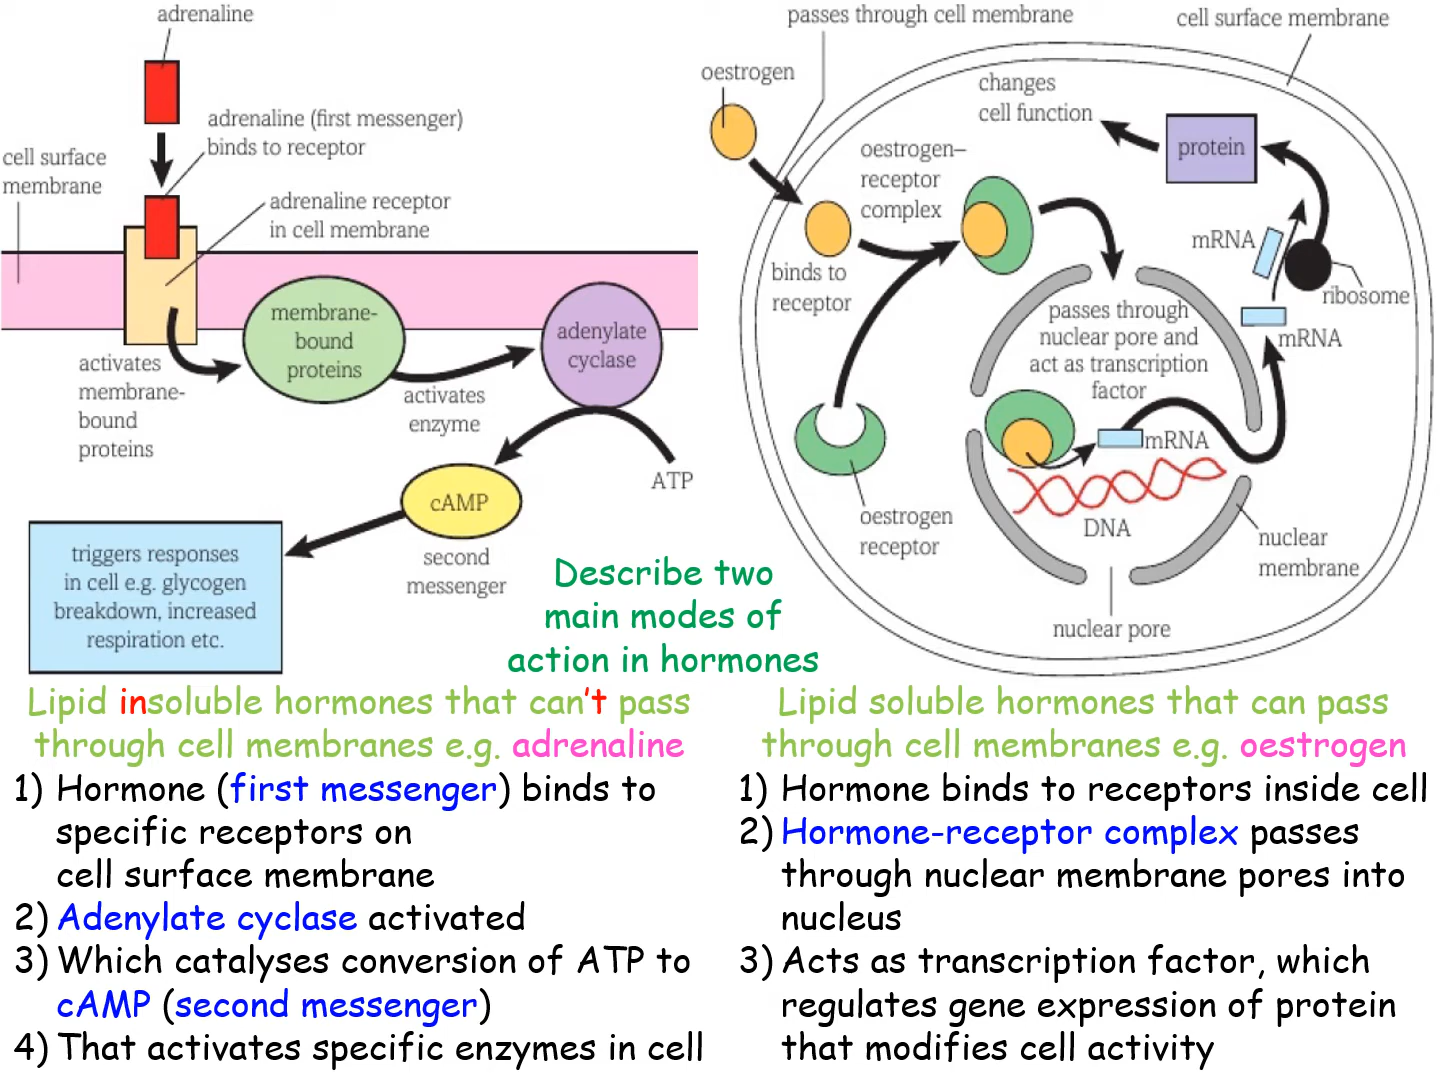 adrenaline
adrenaline (first messenger)
binds to receptor
cell surface
membrane
adrenaline receptor
in cell membrane
membrane-
bound
proteins
adenylate
cyclase
activates
membrane-
bound
proteins
activates
enzyme
ATP
cAMP
second
messenger
triggers responses
in cell e.g. glycogen
breakdown, increased
respiration etc.
passes through cell membrane
cell surface membrane
oestrogen
changes
cell function
protein
oestrogen–
receptor
complex
binds to
receptor
mRNA
ribosome
mRNA
passes through
nuclear pore and
act as transcription
factor
mRNA
DNA
oestrogen
receptor
nuclear
membrane
nuclear pore
Describe two
main modes of
action in hormones
Lipid insoluble hormones that can't pass
through cell membranes e.g. adrenaline
1) Hormone (first messenger) binds to
specific receptors on
cell surface membrane
2) Adenylate cyclase activated
3) Which catalyses conversion of ATP to
cAMP (second messenger)
4) That activates specific enzymes in cell
Lipid soluble hormones that can pass
through cell membranes e.g. oestrogen
1) Hormone binds to receptors inside cell
2) Hormone-receptor complex passes
through nuclear membrane pores into
nucleus
3) Acts as transcription factor, which
regulates gene expression of protein
that modifies cell activity